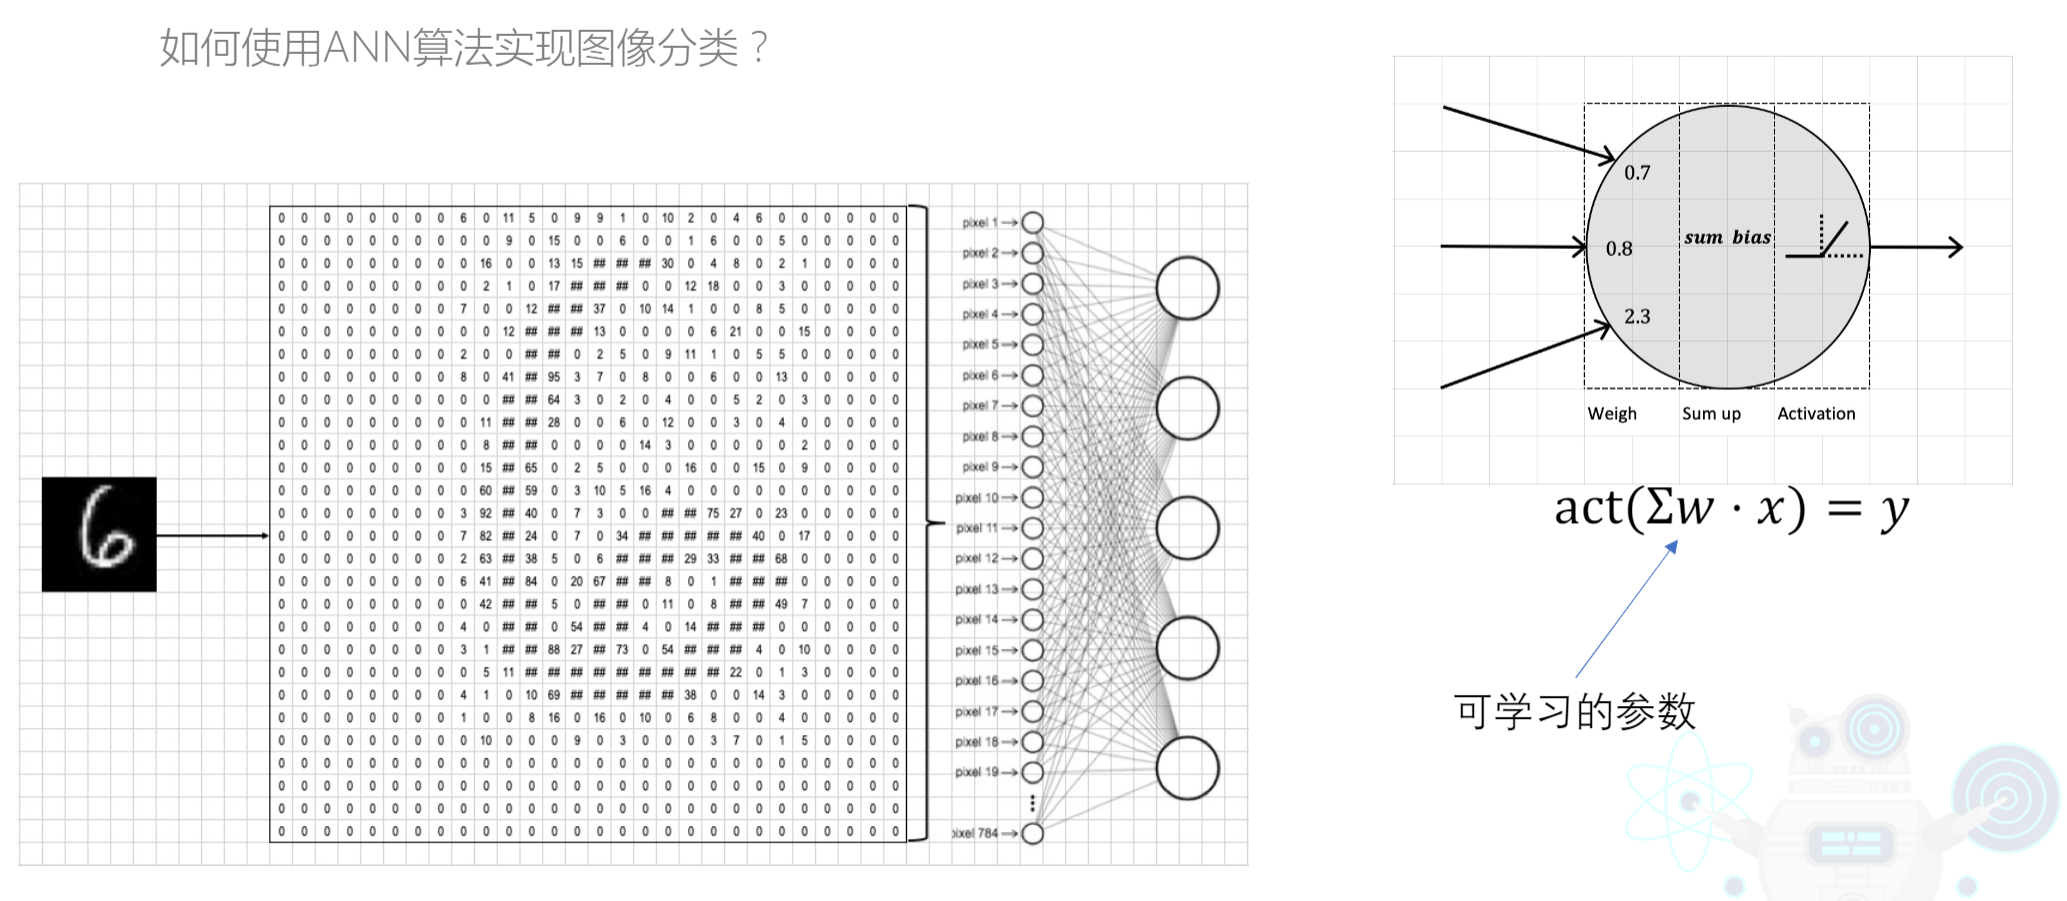 如何使用ANN算法实现图像分类？
0 0 0 0 0 0 0 0 6 0 11 5 0 9 9 1 0 10 2 0 4 6 0 0 0 0 0 0
0 0 0 0 0 0 0 0 0 0 9 0 15 0 0 6 0 0 1 6 0 0 5 0 0 0 0 0
0 0 0 0 0 0 0 0 0 16 0 0 13 15 ## ## ## 30 0 4 8 0 2 1 0 0 0 0
0 0 0 0 0 0 0 0 0 2 1 0 17 ## ## ## 0 0 12 18 0 0 3 0 0 0 0 0
0 0 0 0 0 0 0 0 7 0 0 12 ## ## 37 0 10 14 1 0 0 8 5 0 0 0 0 0
0 0 0 0 0 0 0 0 0 0 12 ## ## ## 13 0 0 0 0 6 21 0 0 15 0 0 0 0
0 0 0 0 0 0 0 0 2 0 0 ## ## 0 2 5 0 9 11 1 0 5 5 0 0 0 0 0
0 0 0 0 0 0 0 0 8 0 41 ## 95 3 7 0 8 0 0 6 0 0 13 0 0 0 0 0
0 0 0 0 0 0 0 0 0 0 ## ## 64 3 0 2 0 4 0 0 5 2 0 3 0 0 0 0
0 0 0 0 0 0 0 0 0 11 ## ## 28 0 0 6 0 12 0 0 3 0 4 0 0 0 0 0
0 0 0 0 0 0 0 0 0 8 ## ## 0 0 0 0 14 3 0 0 0 0 0 2 0 0 0 0
0 0 0 0 0 0 0 0 0 15 ## 65 0 2 5 0 0 0 16 0 0 15 0 9 0 0 0 0
0 0 0 0 0 0 0 0 0 60 ## 59 0 3 10 5 16 4 0 0 0 0 0 0 0 0 0 0
0 0 0 0 0 0 0 0 3 92 ## 40 0 7 3 0 0 ## ## 75 27 0 23 0 0 0 0 0
0 0 0 0 0 0 0 0 7 82 ## 24 0 7 0 34 ## ## ## ## ## 40 0 17 0 0 0 0
0 0 0 0 0 0 0 0 2 63 ## 38 5 0 6 ## ## ## 29 33 ## ## 68 0 0 0 0 0
0 0 0 0 0 0 0 0 6 41 ## 84 0 20 67 ## ## 8 0 1 ## ## ## 0 0 0 0 0
0 0 0 0 0 0 0 0 0 42 ## ## 5 0 ## ## 0 11 0 8 ## ## 49 7 0 0 0 0
0 0 0 0 0 0 0 0 4 0 ## ## 0 54 ## ## 4 0 14 ## ## ## 0 0 0 0 0 0
0 0 0 0 0 0 0 0 3 1 ## ## 88 27 ## 73 0 54 ## ## ## 4 0 10 0 0 0 0
0 0 0 0 0 0 0 0 0 5 11 ## ## ## ## ## ## ## ## ## 22 0 1 3 0 0 0 0
0 0 0 0 0 0 0 0 4 1 0 10 69 ## ## ## ## ## 38 0 0 14 3 0 0 0 0 0
0 0 0 0 0 0 0 0 1 0 0 8 16 0 16 0 10 0 6 8 0 0 4 0 0 0 0 0
0 0 0 0 0 0 0 0 0 10 0 0 0 9 0 3 0 0 0 3 7 0 1 5 0 0 0 0
0 0 0 0 0 0 0 0 0 0 0 0 0 0 0 0 0 0 0 0 0 0 0 0 0 0 0 0
0 0 0 0 0 0 0 0 0 0 0 0 0 0 0 0 0 0 0 0 0 0 0 0 0 0 0 0
0 0 0 0 0 0 0 0 0 0 0 0 0 0 0 0 0 0 0 0 0 0 0 0 0 0 0 0
0 0 0 0 0 0 0 0 0 0 0 0 0 0 0 0 0 0 0 0 0 0 0 0 0 0 0 0
6
pixel 1
pixel 2
pixel 3
pixel 4
pixel 5
pixel 6
pixel 7
pixel 8
pixel 9
pixel 10
pixel 11
pixel 12
pixel 13
pixel 14
pixel 15
pixel 16
pixel 17
pixel 18
pixel 19
pixel 784
0.7
0.8
2.3
sum bias
Weigh Sum up Activation
act(Σw · x) = y
可学习的参数